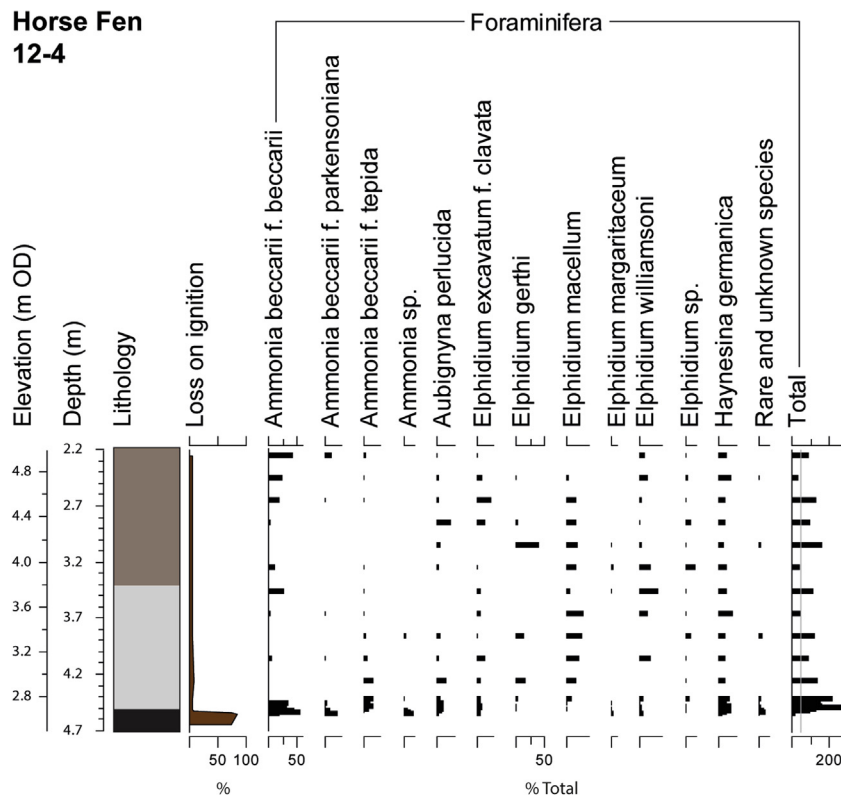 Horse Fen
12-4
Foraminifera
Elevation (m OD)
Depth (m)
Lithology
Loss on ignition
Ammonia beccarii f. beccarii
Ammonia beccarii f. parkensoniana
Ammonia beccarii f. tepida
Ammonia sp.
Aubignyna perlucida
Elphidium excavatum f. clavata
Elphidium gerthi
Elphidium macellum
Elphidium margaritaceum
Elphidium williamsoni
Elphidium sp.
Haynesina germanica
Rare and unknown species
Total
4.8
4.4
4.0
3.6
3.2
2.8
2.2
2.7
3.2
3.7
4.2
4.7
50 100
50
50
200
%
% Total